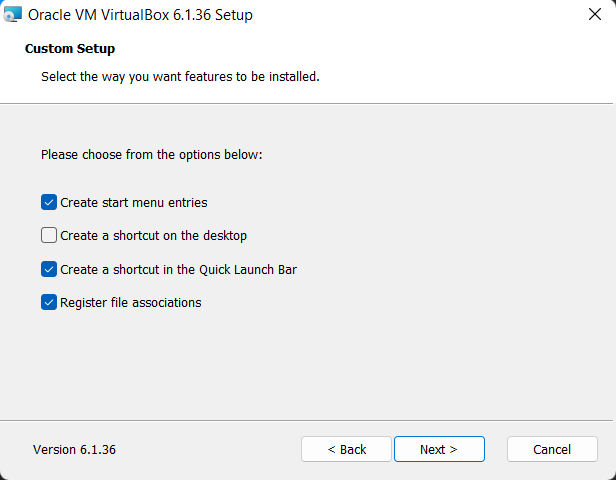 Oracle VM VirtualBox 6.1.36 Setup
Custom Setup
Select the way you want features to be installed.
Please choose from the options below:
Create start menu entries
Create a shortcut on the desktop
Create a shortcut in the Quick Launch Bar
Register file associations
Version 6.1.36
< Back
Next >
Cancel